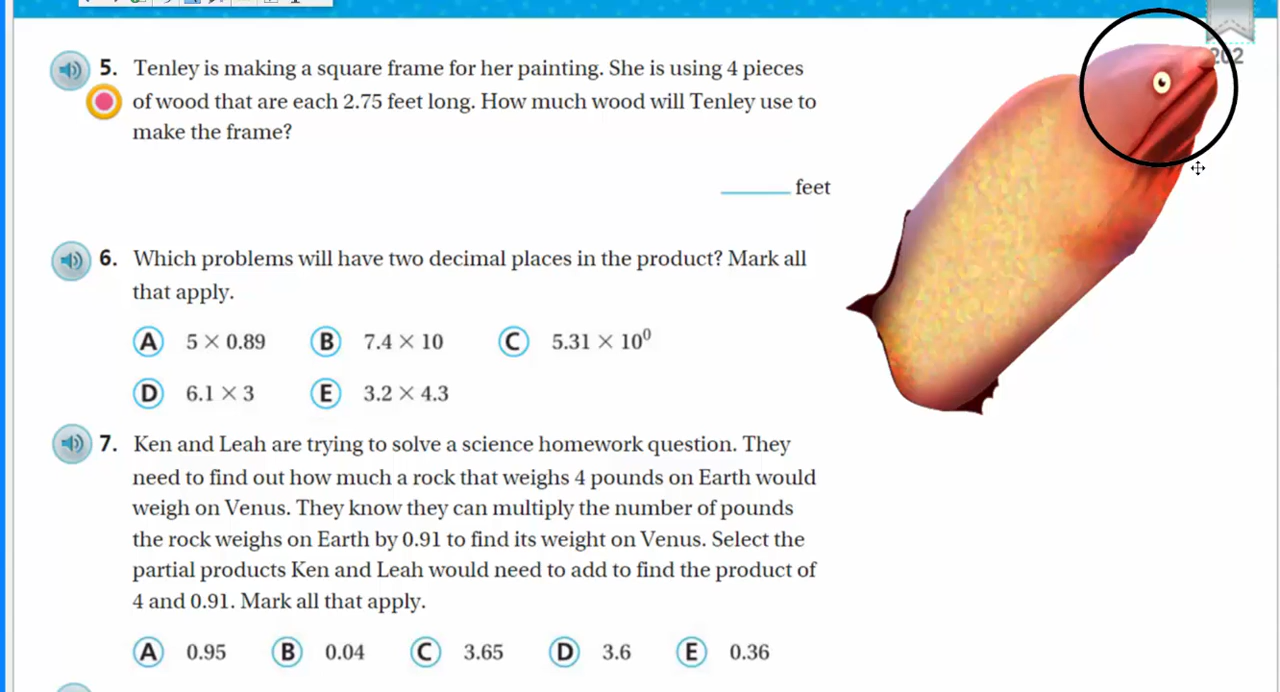 202
5. Tenley is making a square frame for her painting. She is using 4 pieces
of wood that are each 2.75 feet long. How much wood will Tenley use to
make the frame?
______ feet
6. Which problems will have two decimal places in the product? Mark all
that apply.
A 5 × 0.89 B 7.4 × 10 C 5.31 × 10⁰
D 6.1 × 3 E 3.2 × 4.3
7. Ken and Leah are trying to solve a science homework question. They
need to find out how much a rock that weighs 4 pounds on Earth would
weigh on Venus. They know they can multiply the number of pounds
the rock weighs on Earth by 0.91 to find its weight on Venus. Select the
partial products Ken and Leah would need to add to find the product of
4 and 0.91. Mark all that apply.
A 0.95 B 0.04 C 3.65 D 3.6 E 0.36